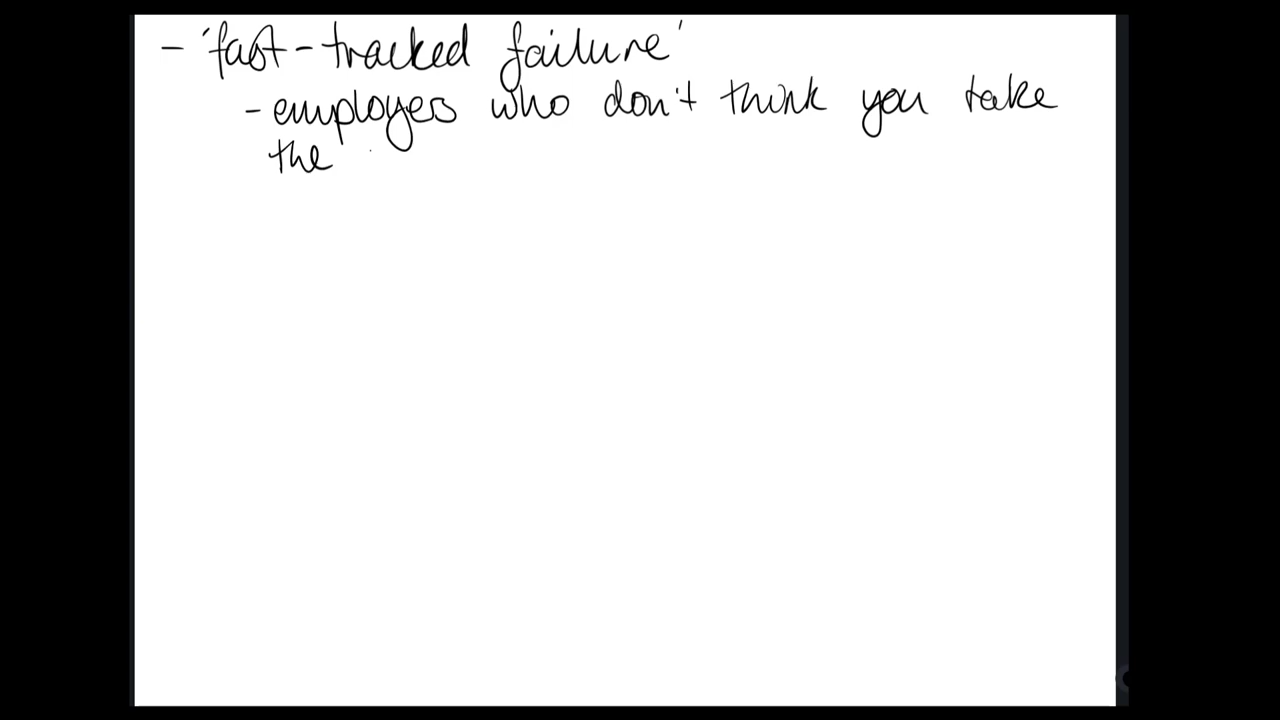 - 'fast-tracked failure'
- employers who don't think you take
the